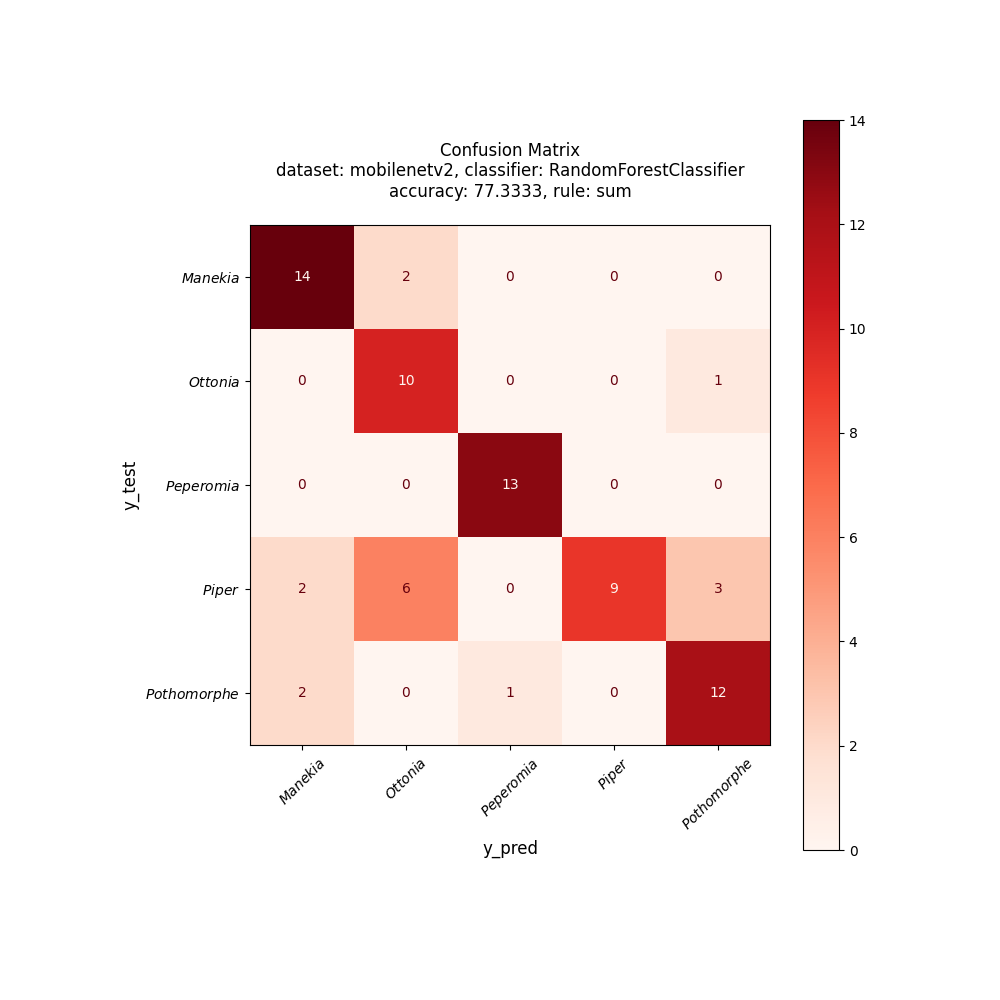 Confusion Matrix
dataset: mobilenetv2, classifier: RandomForestClassifier
accuracy: 77.3333, rule: sum
y_test
Manekia 14 2 0 0 0
Ottonia 0 10 0 0 1
Peperomia 0 0 13 0 0
Piper 2 6 0 9 3
Pothomorphe 2 0 1 0 12
Manekia Ottonia Peperomia Piper Pothomorphe
y_pred
14
12
10
8
6
4
2
0